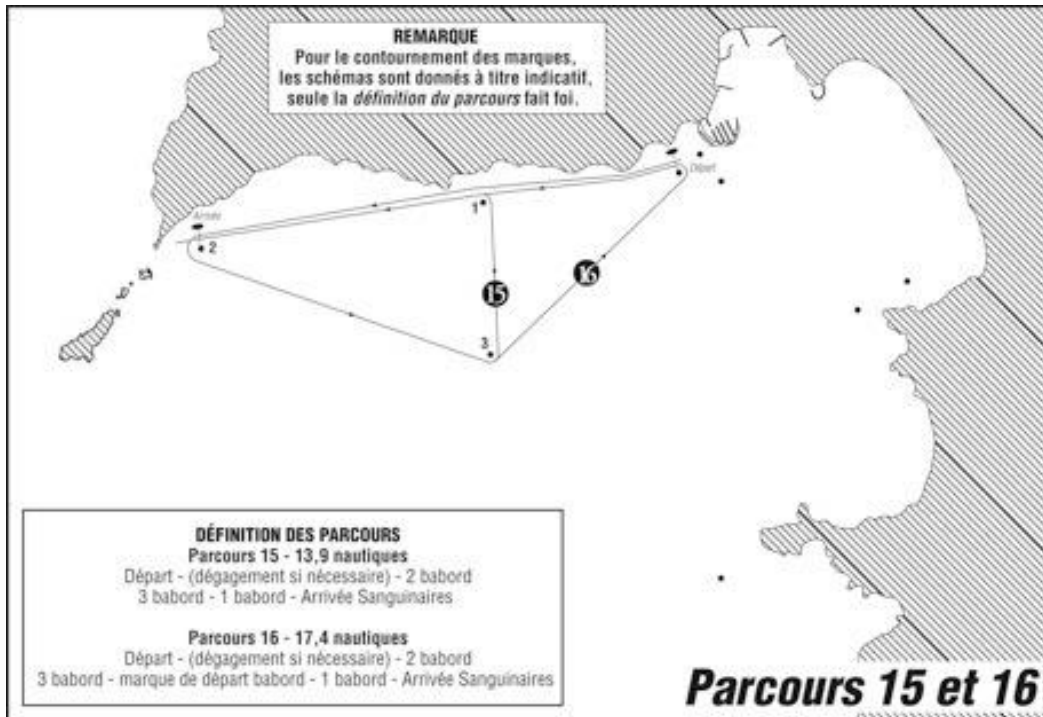 REMARQUE
Pour le contournement des marques,
les schémas sont donnés à titre indicatif,
seule la définition du parcours fait foi.
Départ
1
Arrivée
2
15
16
3
DÉFINITION DES PARCOURS
Parcours 15 - 13,9 nautiques
Départ - (dégagement si nécessaire) - 2 babord
3 babord - 1 babord - Arrivée Sanguinaires
Parcours 16 - 17,4 nautiques
Départ - (dégagement si nécessaire) - 2 babord
3 babord - marque de départ babord - 1 babord - Arrivée Sanguinaires
Parcours 15 et 16